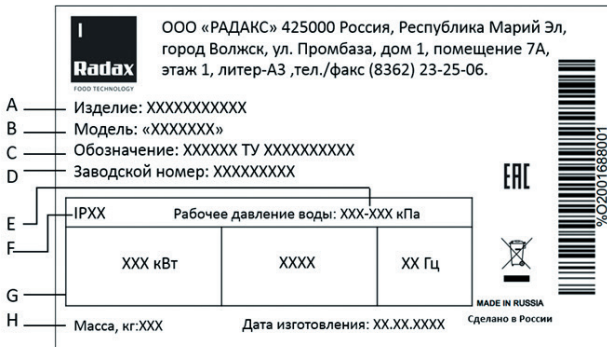 I
Radax
FOOD TECHNOLOGY
ООО «РАДАКС» 425000 Россия, Республика Марий Эл,
город Волжск, ул. Промбаза, дом 1, помещение 7А,
этаж 1, литер-А3 ,тел./факс (8362) 23-25-06.
A Изделие: XXXXXXXXXXX
B Модель: «XXXXXXX»
C Обозначение: XXXXXX ТУ XXXXXXXXXX
D Заводской номер: XXXXXXXXX
E
F IPXX Рабочее давление воды: XXX-XXX кПа
XXX кВт XXXX XX Гц
G
H Масса, кг:XXX Дата изготовления: XX.XX.XXXX
EAC
MADE IN RUSSIA
Сделано в России
%O2001688001